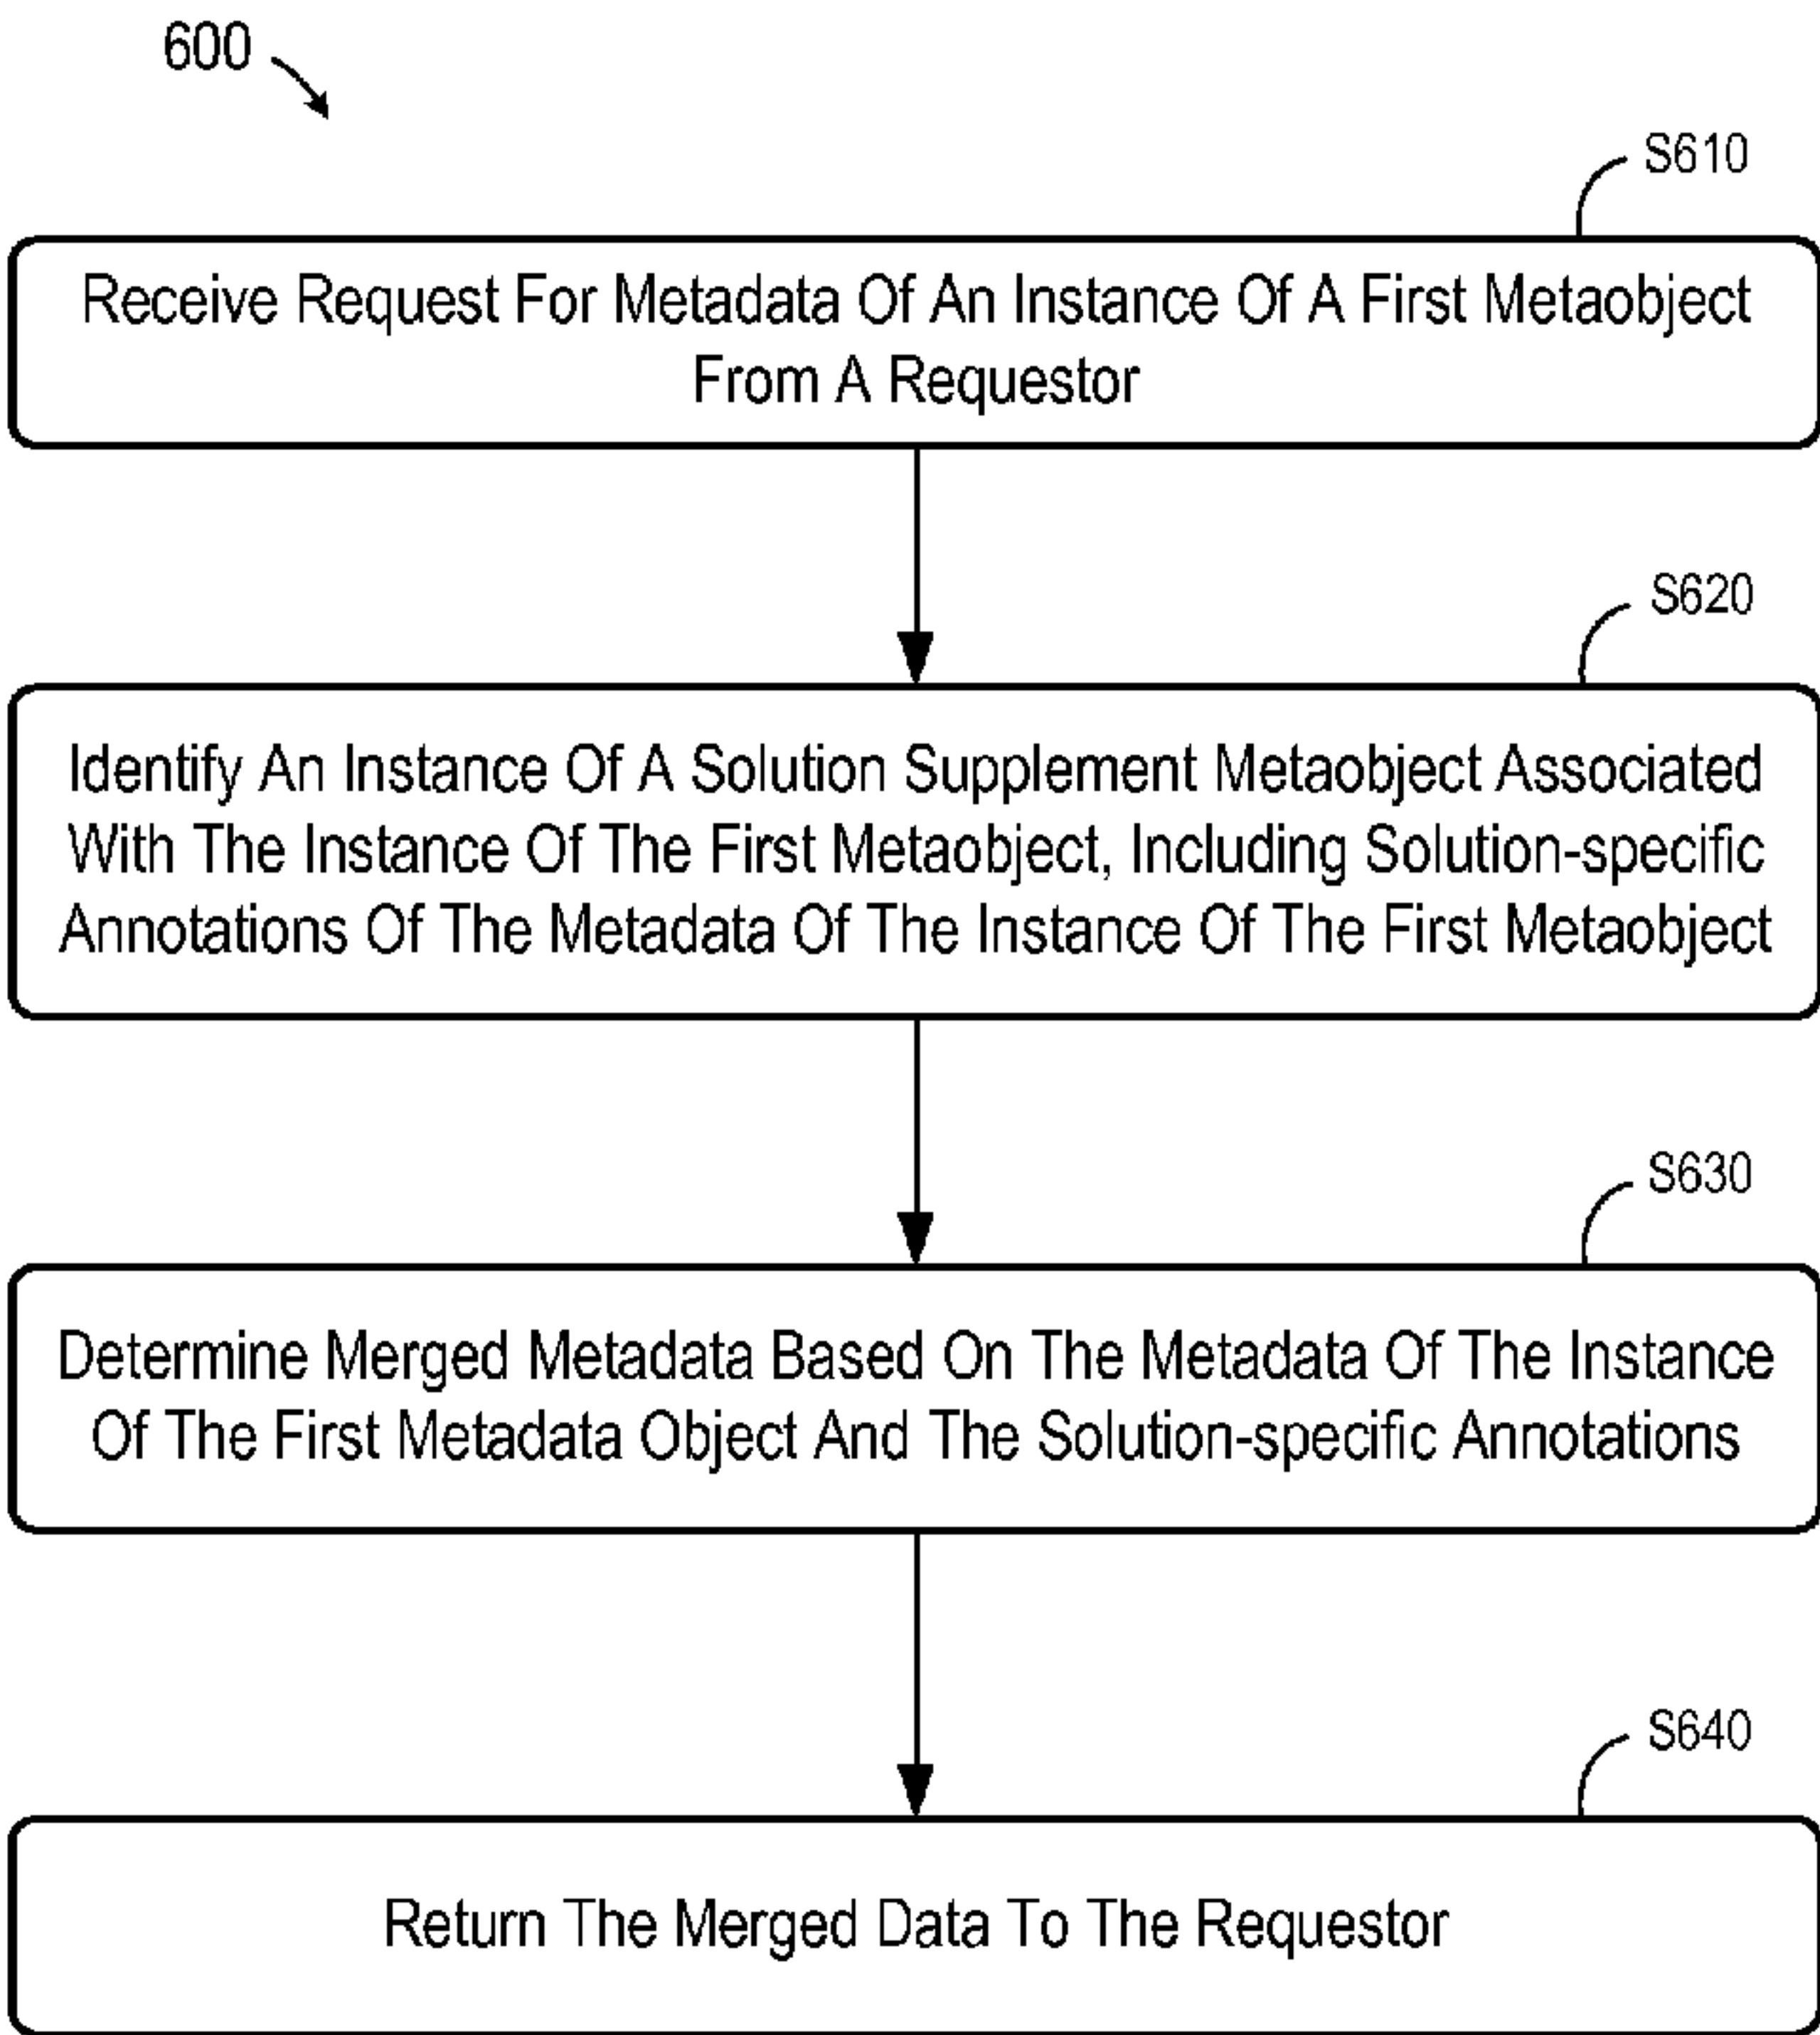 600
S610
Receive Request For Metadata Of An Instance Of A First Metaobject
From A Requestor
S620
Identify An Instance Of A Solution Supplement Metaobject Associated
With The Instance Of The First Metaobject, Including Solution-specific
Annotations Of The Metadata Of The Instance Of The First Metaobject
S630
Determine Merged Metadata Based On The Metadata Of The Instance
Of The First Metadata Object And The Solution-specific Annotations
S640
Return The Merged Data To The Requestor